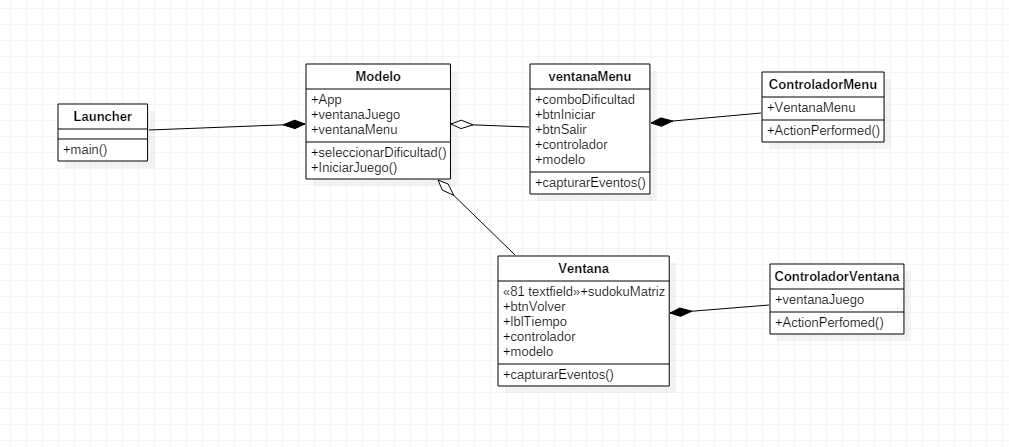 Launcher
+main()
Modelo
+App
+ventanaJuego
+ventanaMenu
+seleccionarDificultad()
+IniciarJuego()
ventanaMenu
+comboDificultad
+btnIniciar
+btnSalir
+controlador
+modelo
+capturarEventos()
ControladorMenu
+VentanaMenu
+ActionPerformed()
Ventana
«81 textfield»+sudokuMatriz
+btnVolver
+lblTiempo
+controlador
+modelo
+capturarEventos()
ControladorVentana
+ventanaJuego
+ActionPerfomed()